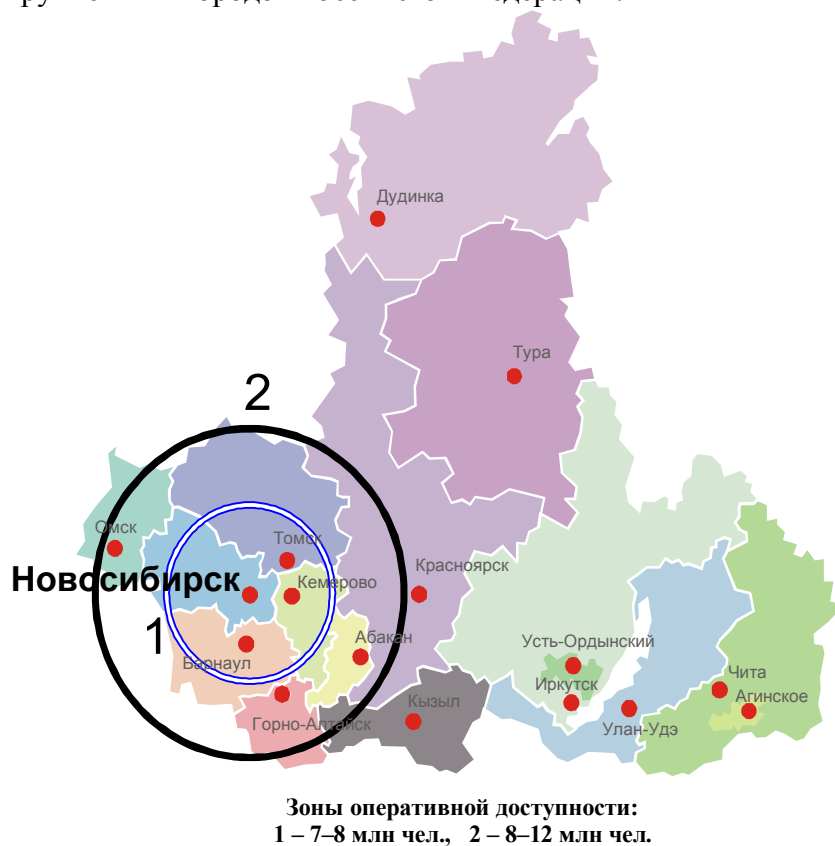 Дудинка
Тура
2
Омск
Томск
Новосибирск
Кемерово
Красноярск
1
Барнаул
Абакан
Усть-Ордынский
Чита
Иркутск
Агинское
Горно-Алтайск
Кызыл
Улан-Удэ
Зоны оперативной доступности:
1 – 7–8 млн чел., 2 – 8–12 млн чел.